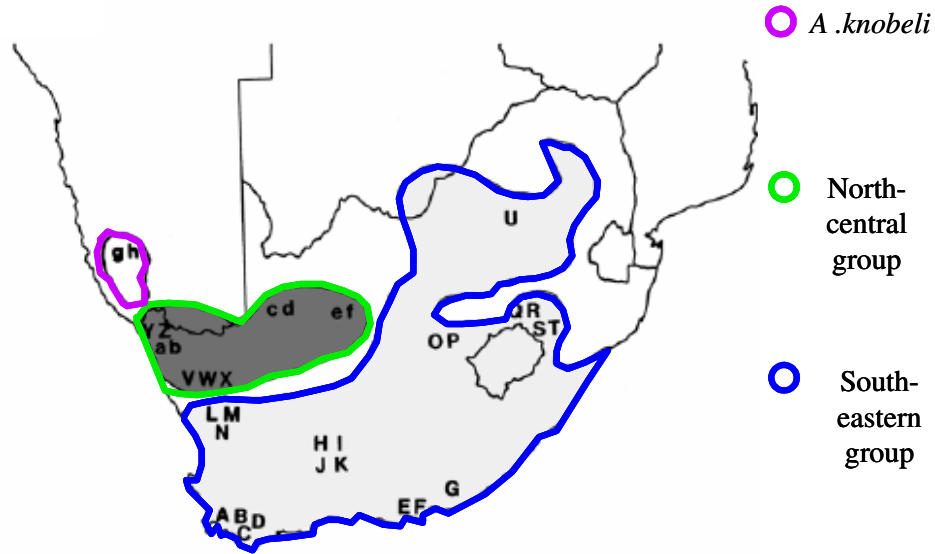 A .knobeli
North-
central
group
South-
eastern
group
U
gh
cd
ef
YZ
ab
QR
ST
OP
VWX
LM
N
HI
JK
G
EF
AB
D
C